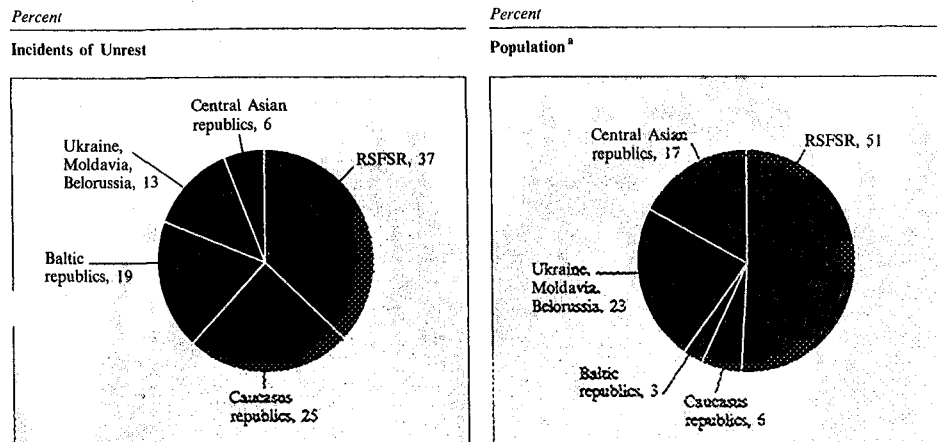 Percent
Incidents of Unrest
Central Asian
republics, 6
RSFSR, 37
Ukraine,
Moldavia,
Belorussia, 13
Baltic
republics, 19
Caucasus
republics, 25
Percent
Population a
Central Asian
republics, 17
RSFSR, 51
Ukraine,
Moldavia,
Belorussia, 23
Baltic
republics, 3
Caucasus
republics, 6